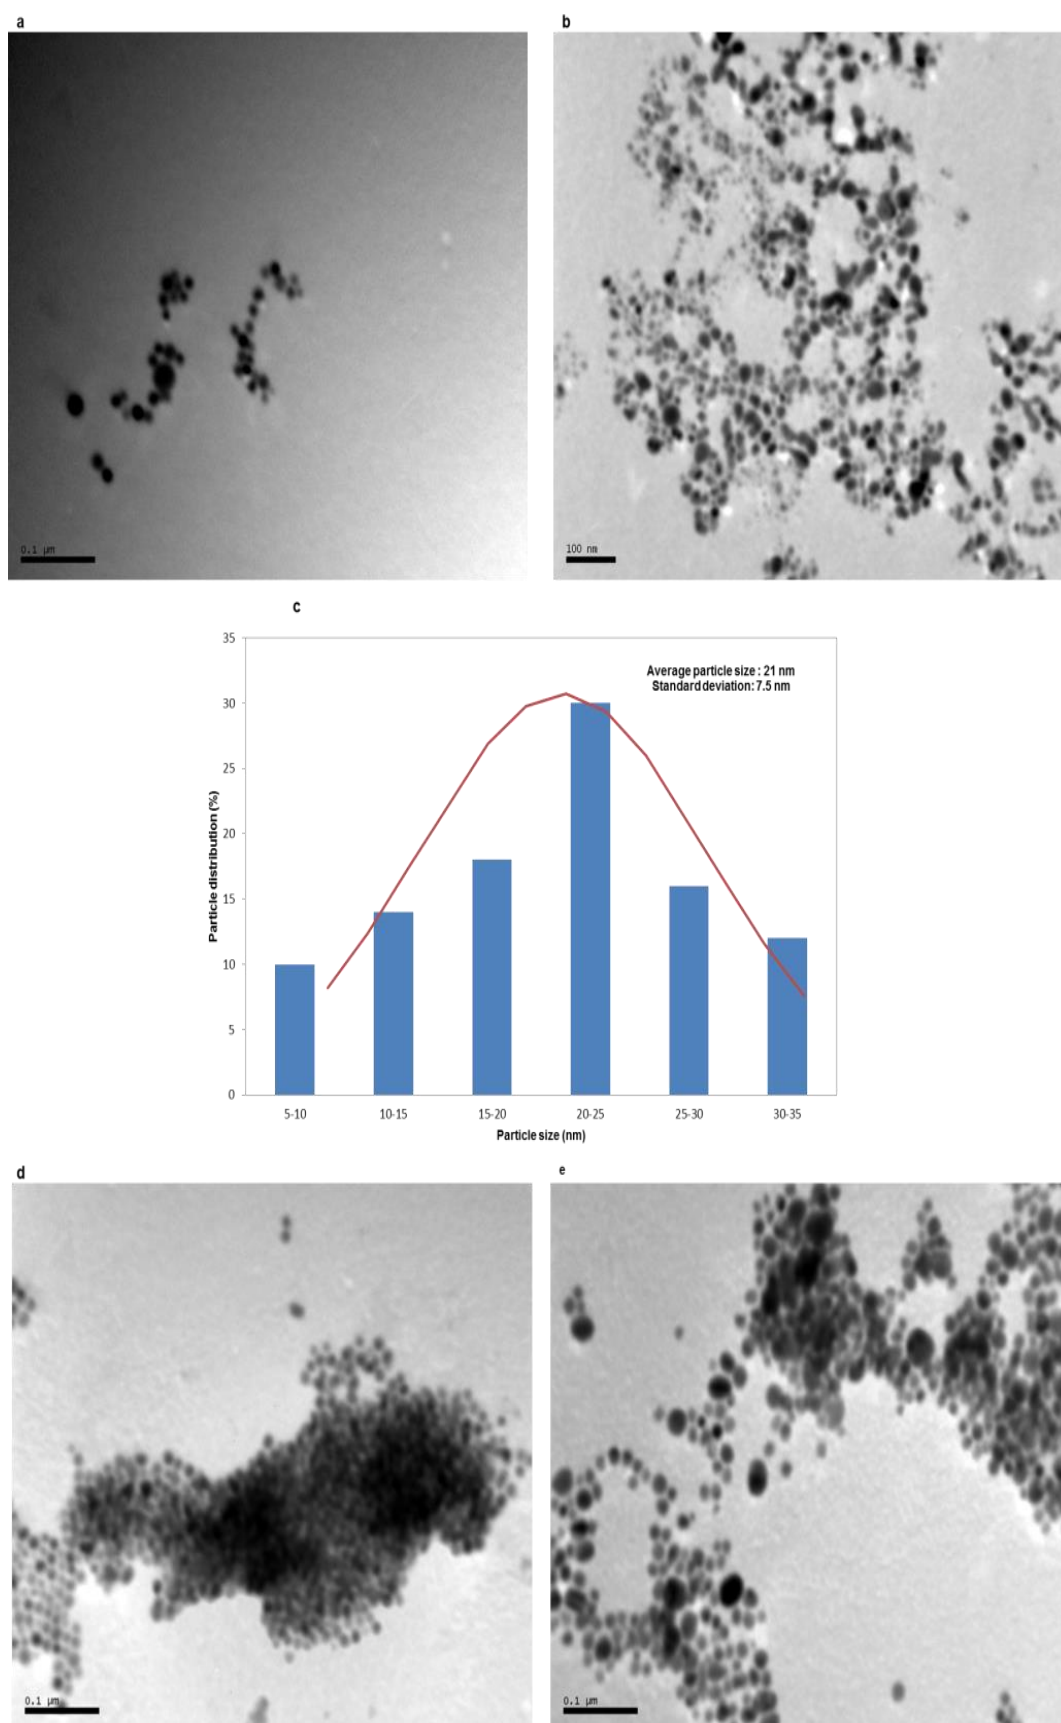 a
b
0.1 µm
100 nm
c
35
30
25
20
15
10
5
0
Average particle size : 21 nm
Standard deviation: 7.5 nm
Particle distribution (%)
5-10 10-15 15-20 20-25 25-30 30-35
Particle size (nm)
d
e
0.1 µm
0.1 µm